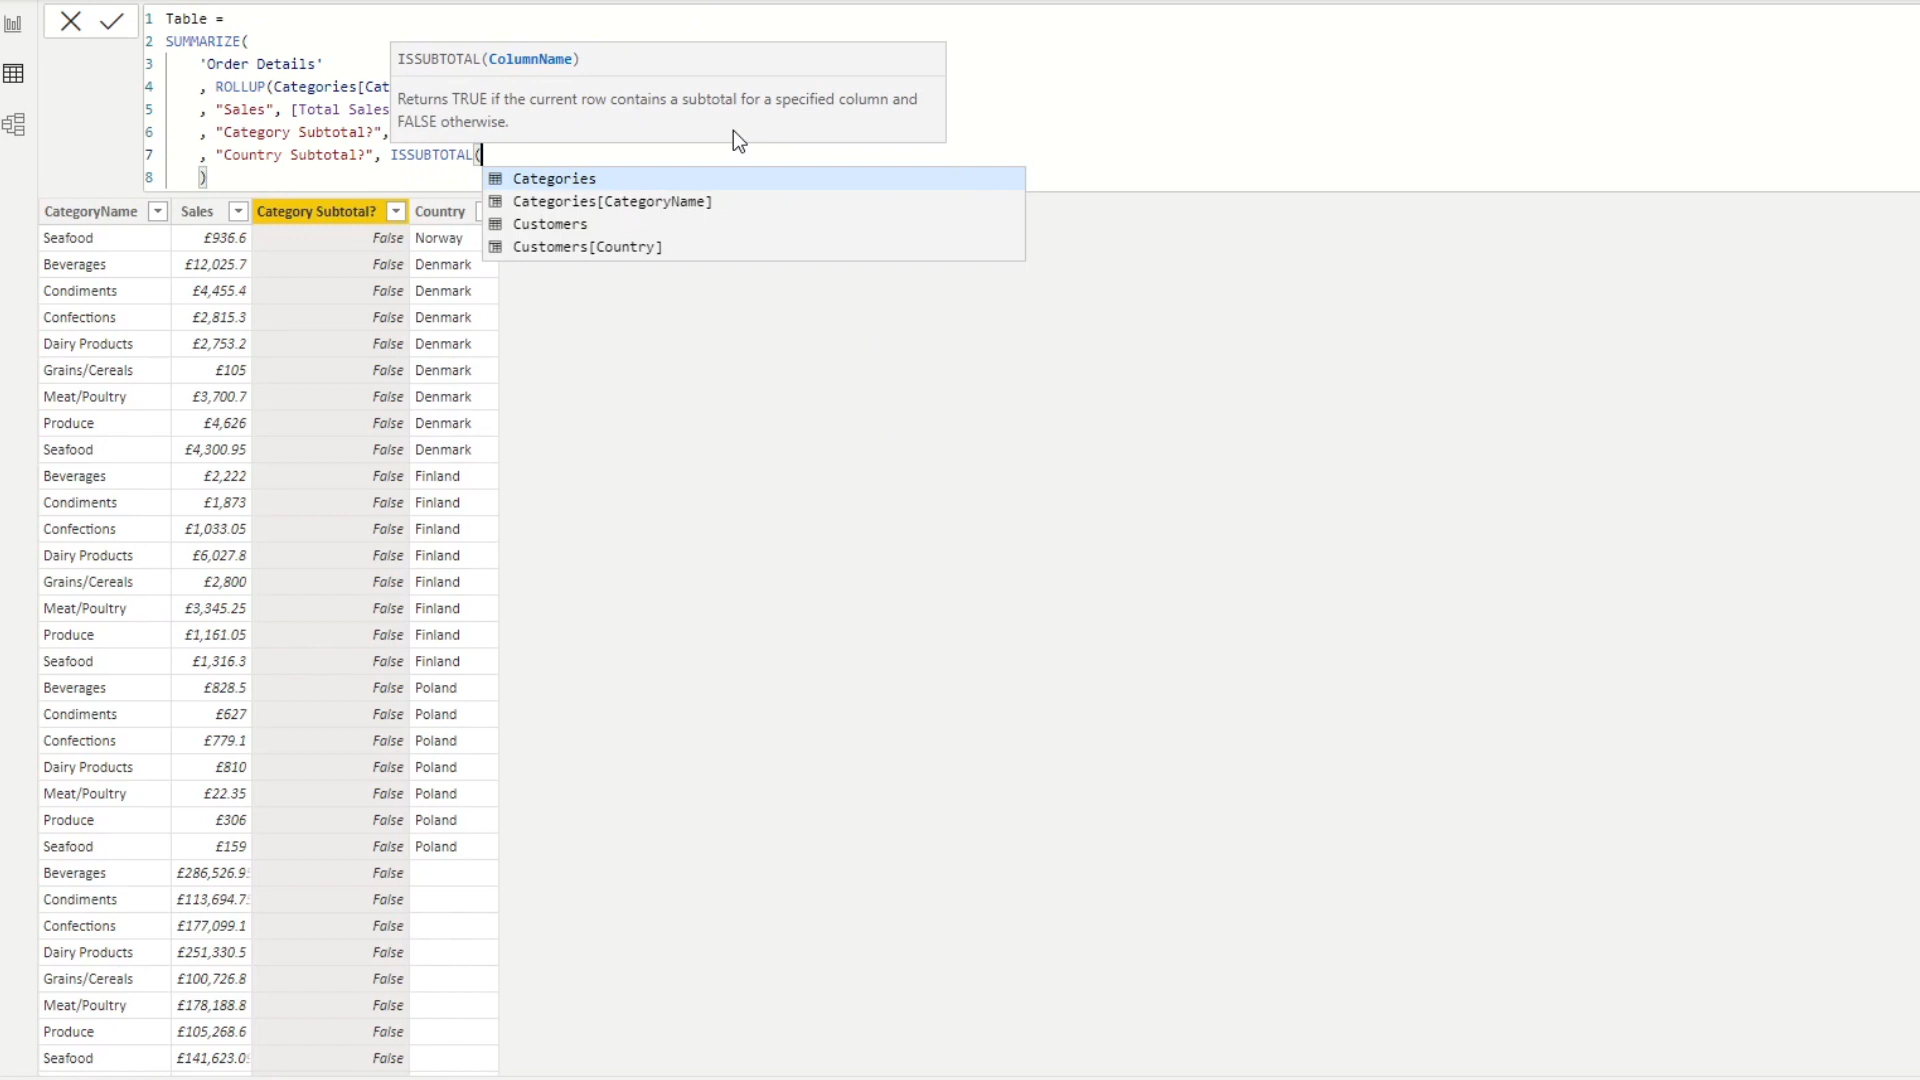 1 Table =
2 SUMMARIZE(
3 'Order Details'
4 , ROLLUP(Categories[Cat
5 , "Sales", [Total Sales
6 , "Category Subtotal?",
7 , "Country Subtotal?", ISSUBTOTAL(
8 )
ISSUBTOTAL(ColumnName)
Returns TRUE if the current row contains a subtotal for a specified column and
FALSE otherwise.
Categories
Categories[CategoryName]
Customers
Customers[Country]
CategoryName Sales Category Subtotal? Country
Seafood £936.6 False Norway
Beverages £12,025.7 False Denmark
Condiments £4,455.4 False Denmark
Confections £2,815.3 False Denmark
Dairy Products £2,753.2 False Denmark
Grains/Cereals £105 False Denmark
Meat/Poultry £3,700.7 False Denmark
Produce £4,626 False Denmark
Seafood £4,300.95 False Denmark
Beverages £2,222 False Finland
Condiments £1,873 False Finland
Confections £1,033.05 False Finland
Dairy Products £6,027.8 False Finland
Grains/Cereals £2,800 False Finland
Meat/Poultry £3,345.25 False Finland
Produce £1,161.05 False Finland
Seafood £1,316.3 False Finland
Beverages £828.5 False Poland
Condiments £627 False Poland
Confections £779.1 False Poland
Dairy Products £810 False Poland
Meat/Poultry £22.35 False Poland
Produce £306 False Poland
Seafood £159 False Poland
Beverages £286,526.9 False
Condiments £113,694.7 False
Confections £177,099.1 False
Dairy Products £251,330.5 False
Grains/Cereals £100,726.8 False
Meat/Poultry £178,188.8 False
Produce £105,268.6 False
Seafood £141,623.0 False